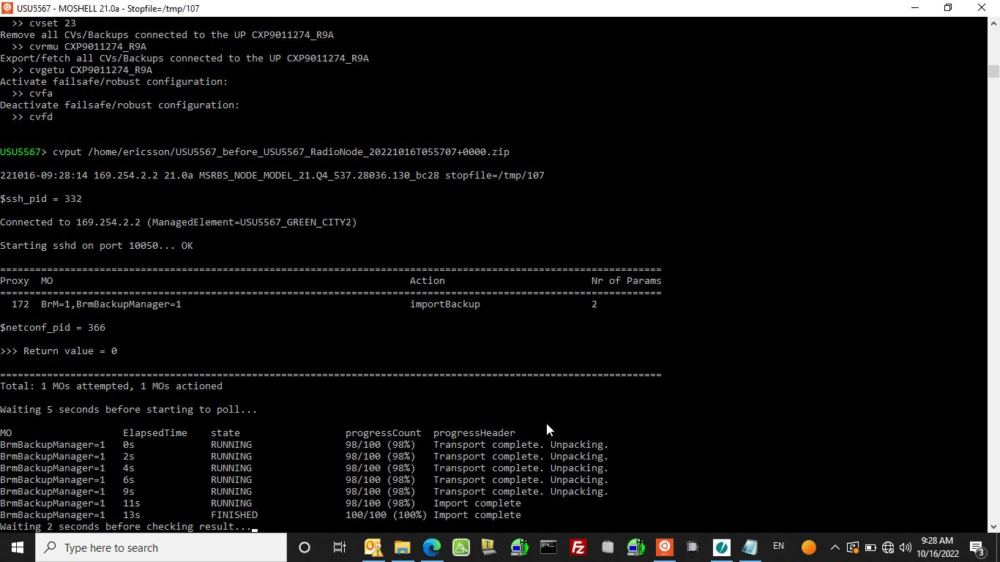 USU5567 - MOSHELL 21.0a - Stopfile=/tmp/107
>> cvset 23
Remove all CVs/Backups connected to the UP CXP9011274_R9A
>> cvrmu CXP9011274_R9A
Export/fetch all CVs/Backups connected to the UP CXP9011274_R9A
>> cvgetu CXP9011274_R9A
Activate failsafe/robust configuration:
>> cvfa
Deactivate failsafe/robust configuration:
>> cvfd
USU5567> cvput /home/ericsson/USU5567_before_USU5567_RadioNode_20221016T055707+0000.zip
221016-09:28:14 169.254.2.2 21.0a MSRBS_NODE_MODEL_21.Q4_537.28036.130_bc28 stopfile=/tmp/107
$ssh_pid = 332
Connected to 169.254.2.2 (ManagedElement=USU5567_GREEN_CITY2)
Starting sshd on port 10050... OK
=================================================================================================================
Proxy MO Action Nr of Params
=================================================================================================================
172 BrM=1,BrmBackupManager=1 importBackup 2
$netconf_pid = 366
>>> Return value = 0
=================================================================================================================
Total: 1 MOs attempted, 1 MOs actioned
Waiting 5 seconds before starting to poll...
MO ElapsedTime state progressCount progressHeader
BrmBackupManager=1 0s RUNNING 98/100 (98%) Transport complete. Unpacking.
BrmBackupManager=1 2s RUNNING 98/100 (98%) Transport complete. Unpacking.
BrmBackupManager=1 4s RUNNING 98/100 (98%) Transport complete. Unpacking.
BrmBackupManager=1 6s RUNNING 98/100 (98%) Transport complete. Unpacking.
BrmBackupManager=1 9s RUNNING 98/100 (98%) Transport complete. Unpacking.
BrmBackupManager=1 11s RUNNING 98/100 (98%) Import complete
BrmBackupManager=1 13s FINISHED 100/100 (100%) Import complete
Waiting 2 seconds before checking result...
Type here to search
EN
9:28 AM
10/16/2022
3